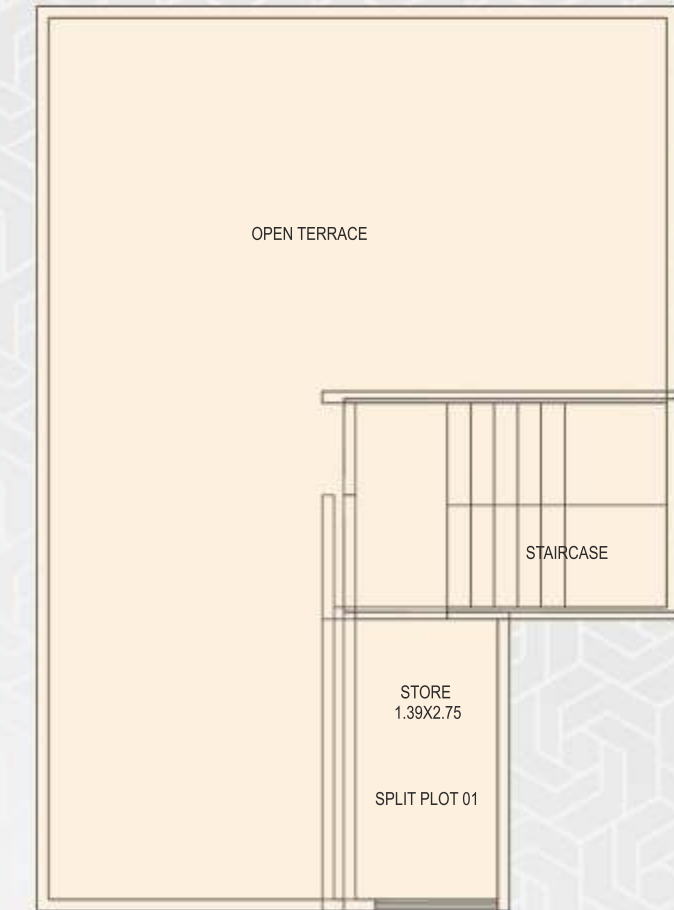 OPEN TERRACE
STAIRCASE
STORE
1.39X2.75
SPLIT PLOT 01